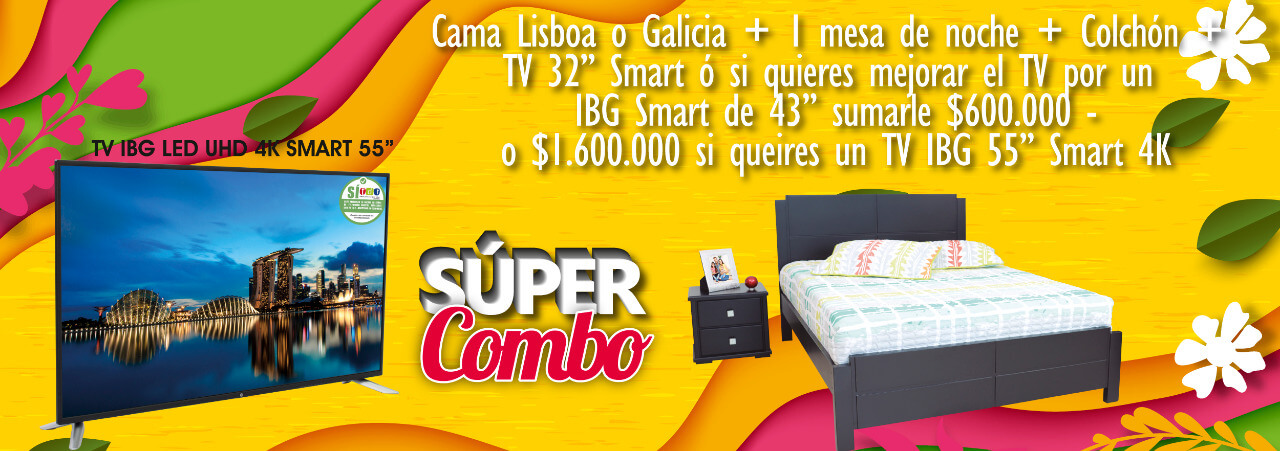 Cama Lisboa o Galicia + 1 mesa de noche + Colchón +
TV 32” Smart ó si quieres mejorar el TV por un
IBG Smart de 43” sumarle $600.000 -
o $1.600.000 si queires un TV IBG 55” Smart 4K
TV IBG LED UHD 4K SMART 55”
SÍ
SÚPER
Combo